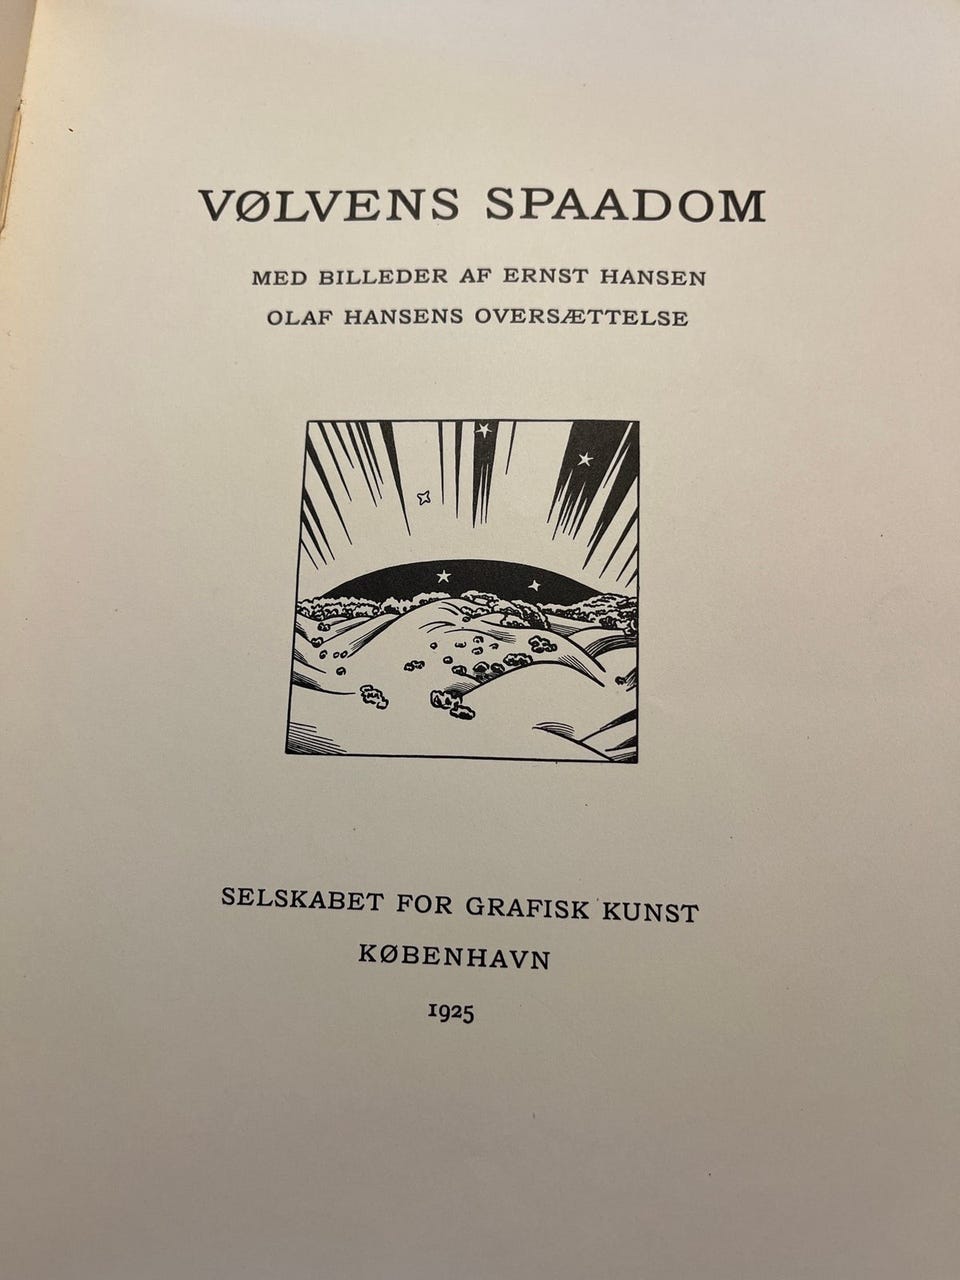 VØLVENS SPAADOM
MED BILLEDER AF ERNST HANSEN
OLAF HANSENS OVERSÆTTELSE
SELSKABET FOR GRAFISK KUNST
KØBENHAVN
1925